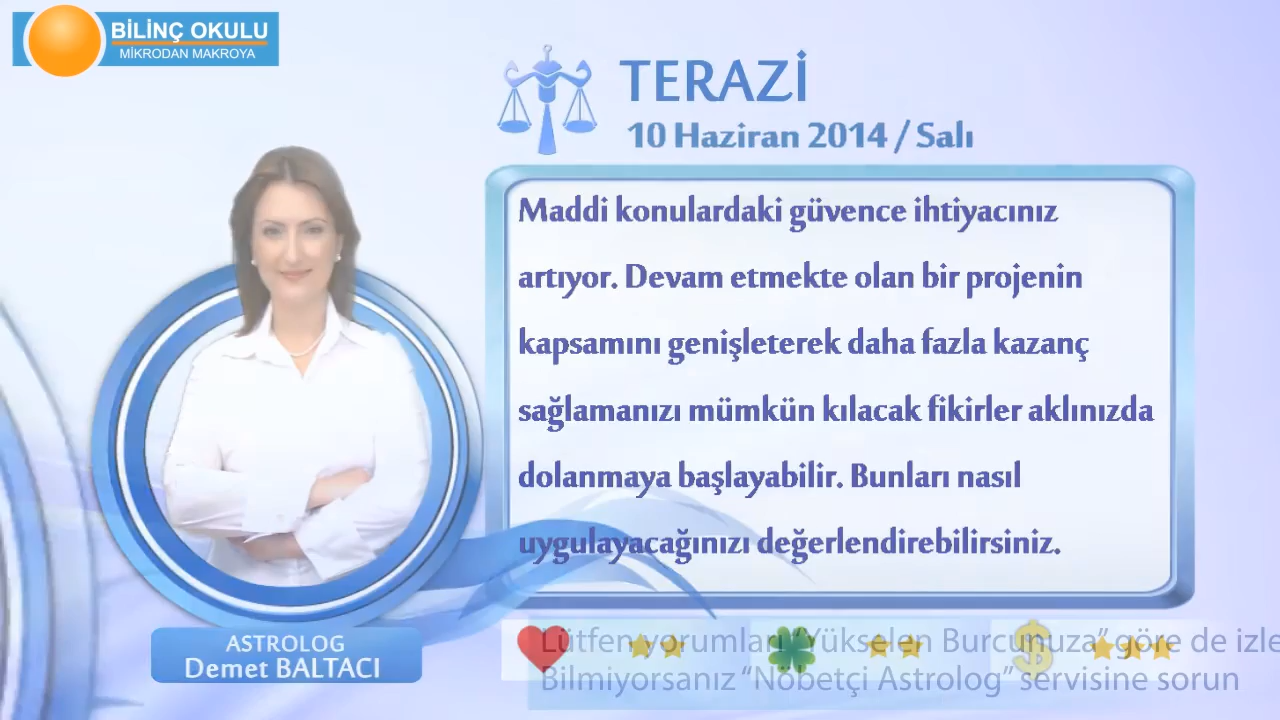 BİLİNÇ OKULU
MİKRODAN MAKROYA
TERAZİ
10 Haziran 2014 / Salı
Maddi konulardaki güvence ihtiyacınız
artıyor. Devam etmekte olan bir projenin
kapsamını genişleterek daha fazla kazanç
sağlamanızı mümkün kılacak fikirler aklınızda
dolanmaya başlayabilir. Bunları nasıl
uygulayacağınızı değerlendirebilirsiniz.
ASTROLOG
Demet BALTACI
Lütfen yorumları "Yükselen Burcunuza" göre de izle
Bilmiyorsanız "Nöbetçi Astrolog" servisine sorun